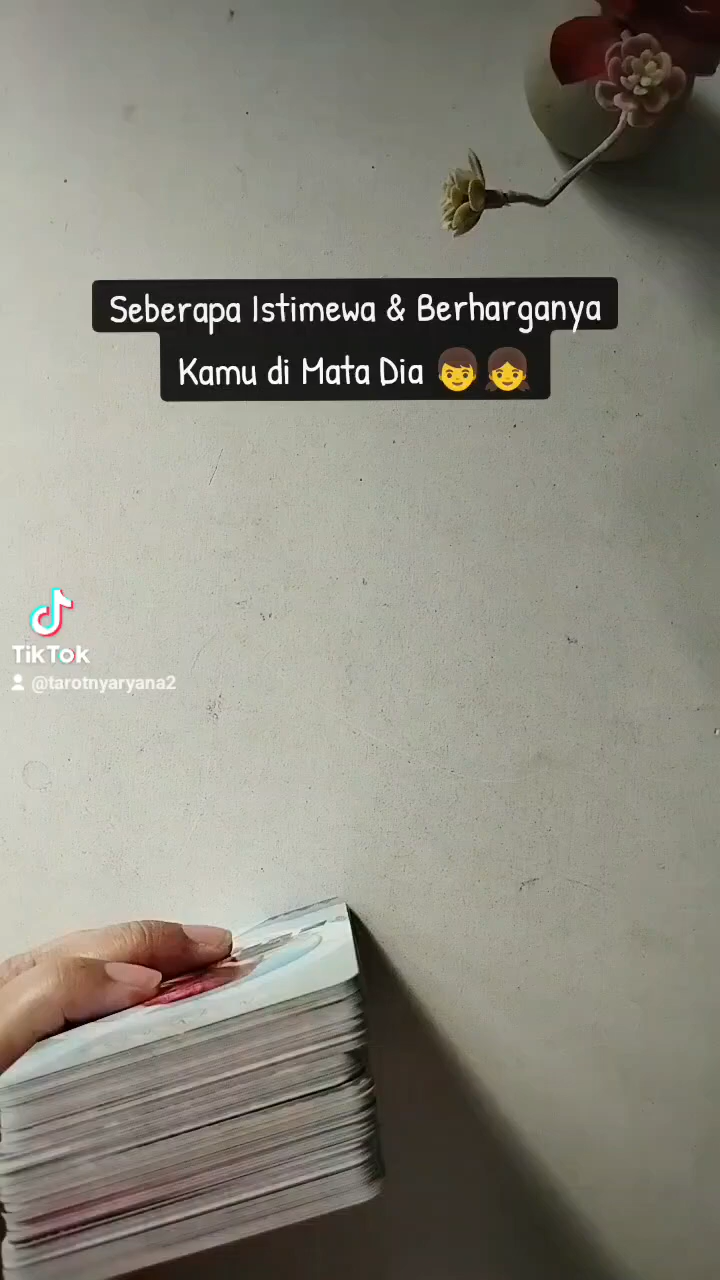 Seberapa Istimewa & Berharganya
Kamu di Mata Dia 👦👧
TikTok
@tarotnyaryana2